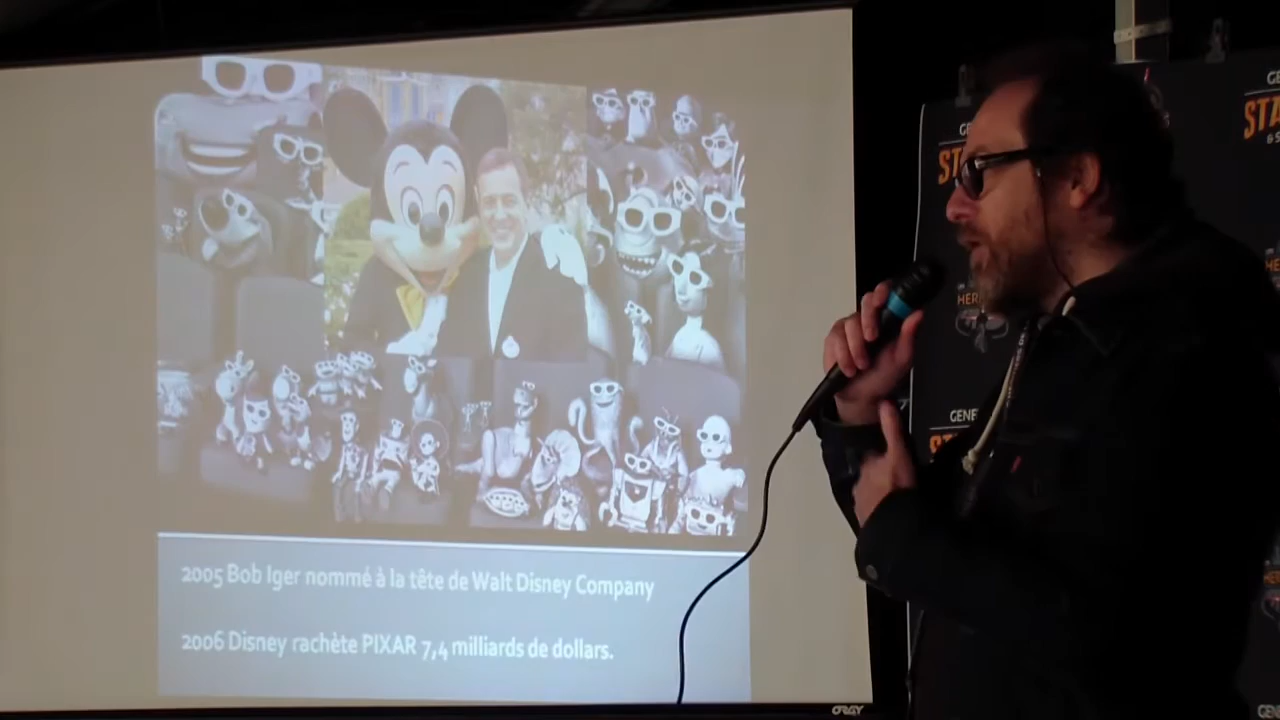 2005 Bob Iger nommé à la tête de Walt Disney Company
2006 Disney rachète PIXAR 7,4 milliards de dollars.
ORAY